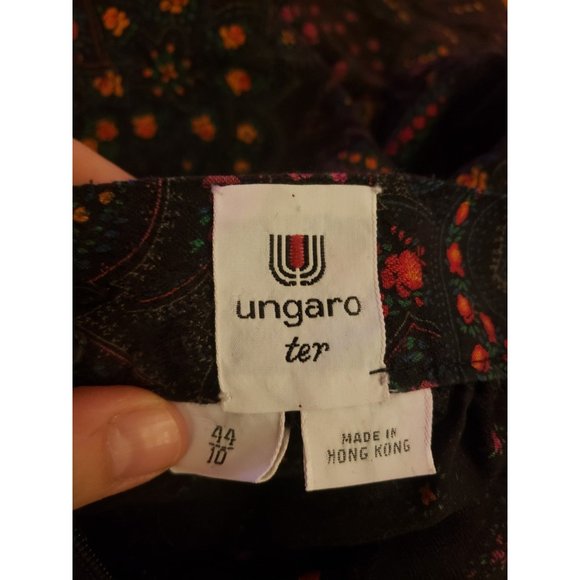 ungaro
ter
44
10
MADE IN
HONG KONG